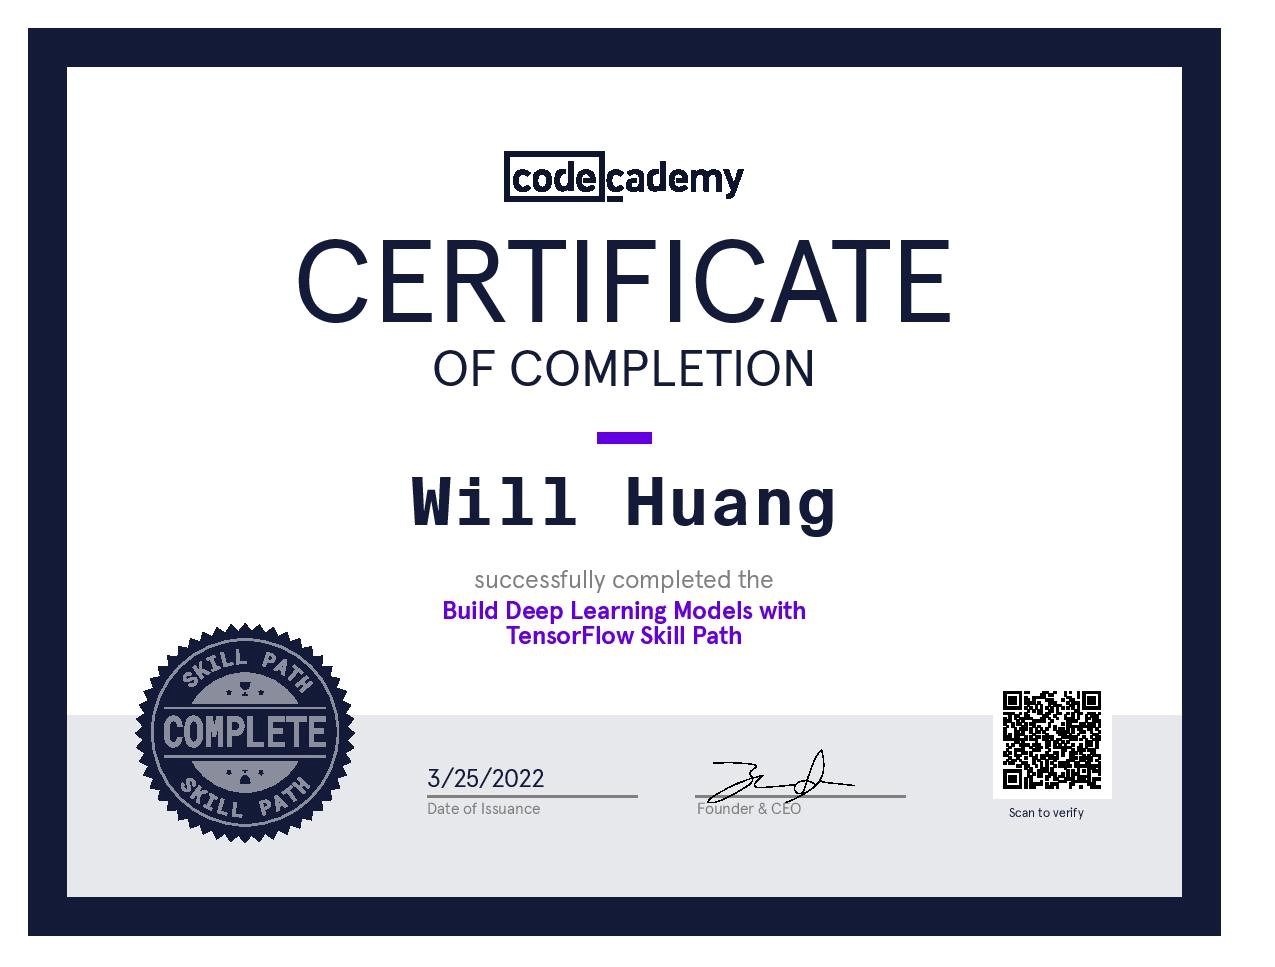 codecademy
CERTIFICATE
OF COMPLETION
Will Huang
successfully completed the
Build Deep Learning Models with
TensorFlow Skill Path
SKILL PATH
COMPLETE
SKILL PATH
3/25/2022
Date of Issuance
Founder & CEO
Scan to verify